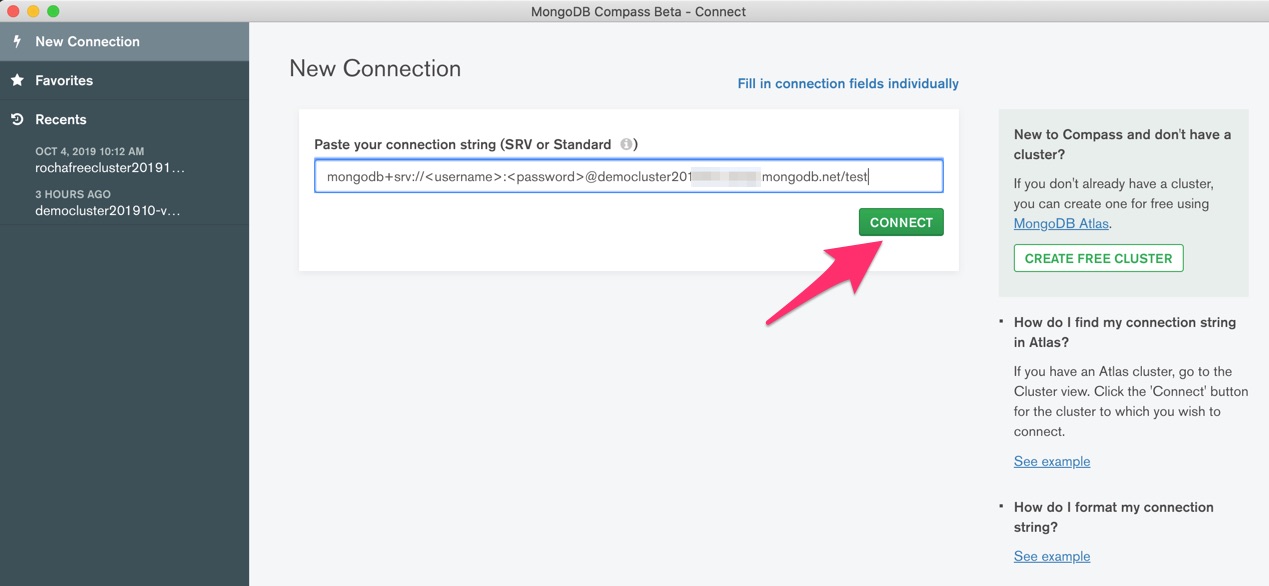 MongoDB Compass Beta - Connect
New Connection
Favorites
Recents
OCT 4, 2019 10:12 AM
rochafreecluster20191…
3 HOURS AGO
democluster201910-v…
New Connection
Fill in connection fields individually
Paste your connection string (SRV or Standard i)
mongodb+srv://<username>:<password>@democluster201 mongodb.net/test
CONNECT
New to Compass and don't have a
cluster?
If you don't already have a cluster,
you can create one for free using
MongoDB Atlas.
CREATE FREE CLUSTER
How do I find my connection string
in Atlas?
If you have an Atlas cluster, go to the
Cluster view. Click the 'Connect' button
for the cluster to which you wish to
connect.
See example
How do I format my connection
string?
See example